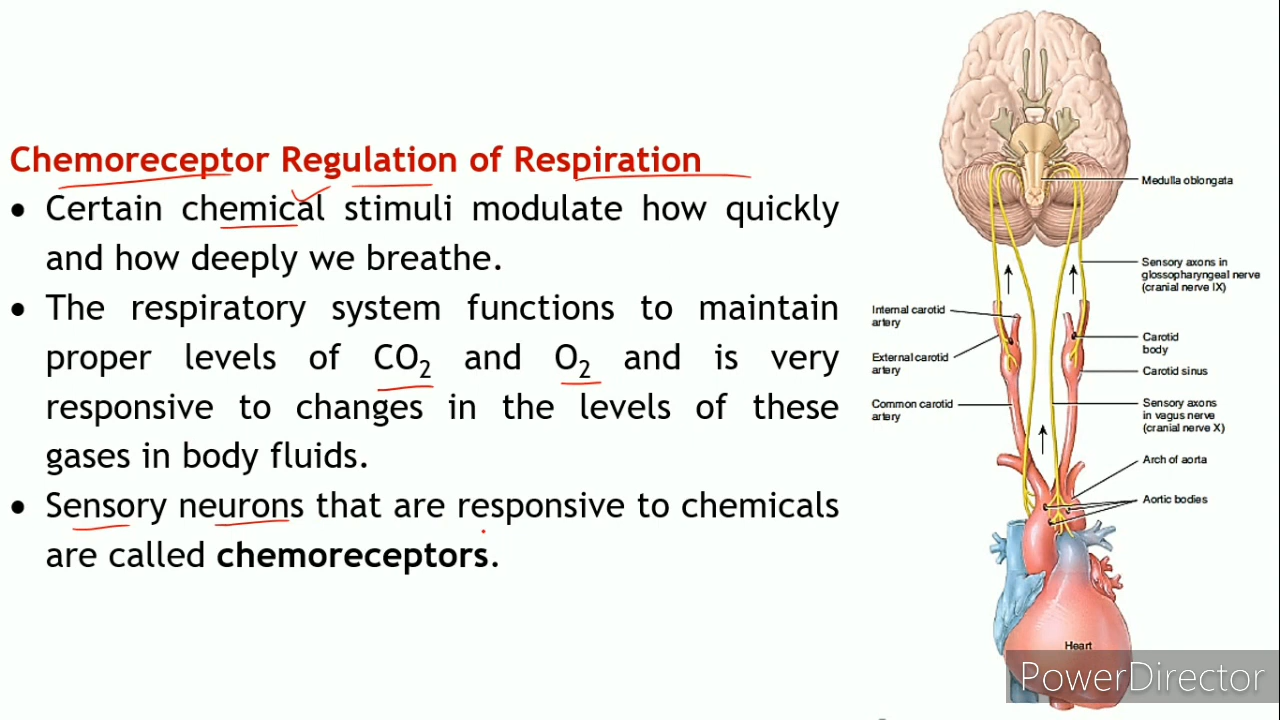 Chemoreceptor Regulation of Respiration
• Certain chemical stimuli modulate how quickly
and how deeply we breathe.
• The respiratory system functions to maintain
proper levels of CO₂ and O₂ and is very
responsive to changes in the levels of these
gases in body fluids.
• Sensory neurons that are responsive to chemicals
are called chemoreceptors.
Medulla oblongata
Sensory axons in
glossopharyngeal nerve
(cranial nerve IX)
Internal carotid
artery
External carotid
artery
Common carotid
artery
Carotid
body
Carotid sinus
Sensory axons
in vagus nerve
(cranial nerve X)
Arch of aorta
Aortic bodies
Heart
PowerDirector